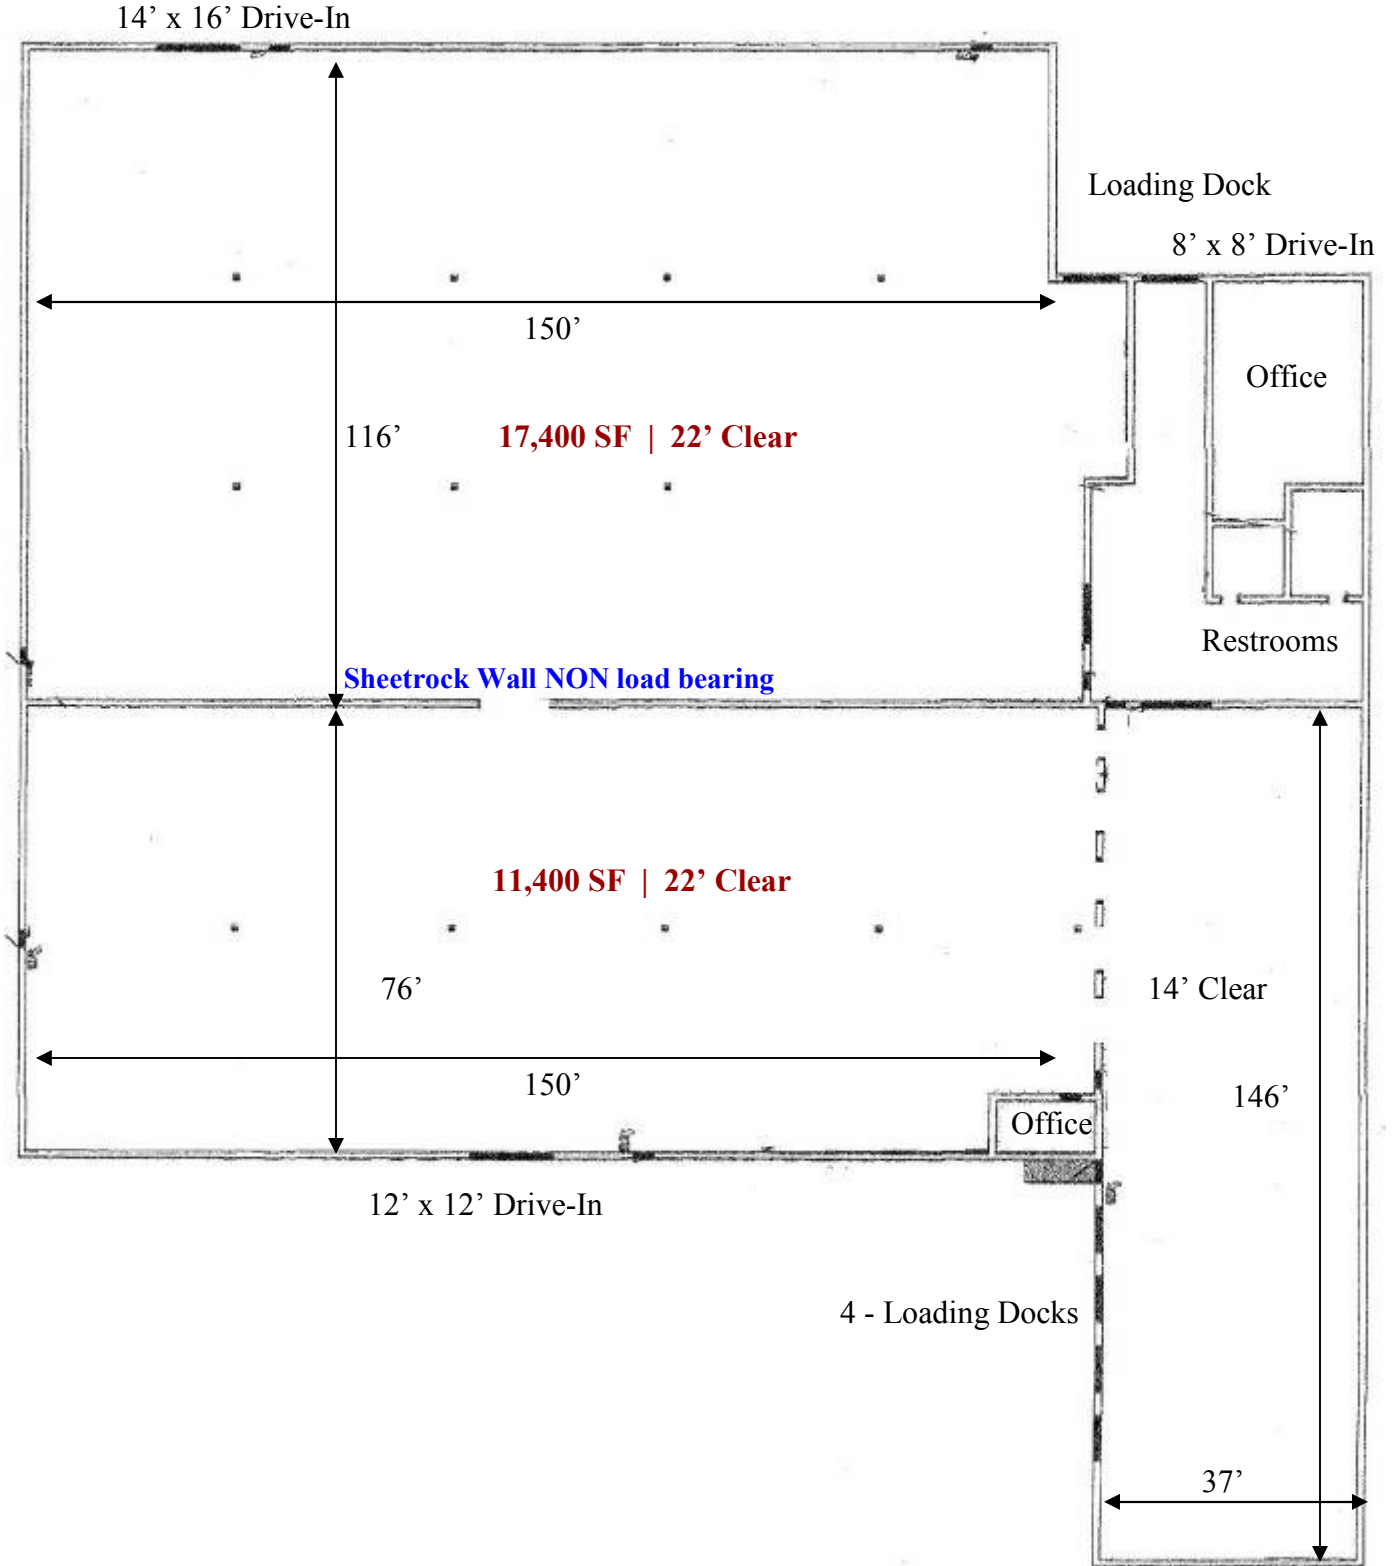 14’ x 16’ Drive-In
Loading Dock
8’ x 8’ Drive-In
150’
Office
116’
17,400 SF | 22’ Clear
Restrooms
Sheetrock Wall NON load bearing
11,400 SF | 22’ Clear
76’
14’ Clear
150’
146’
Office
12’ x 12’ Drive-In
4 - Loading Docks
37’